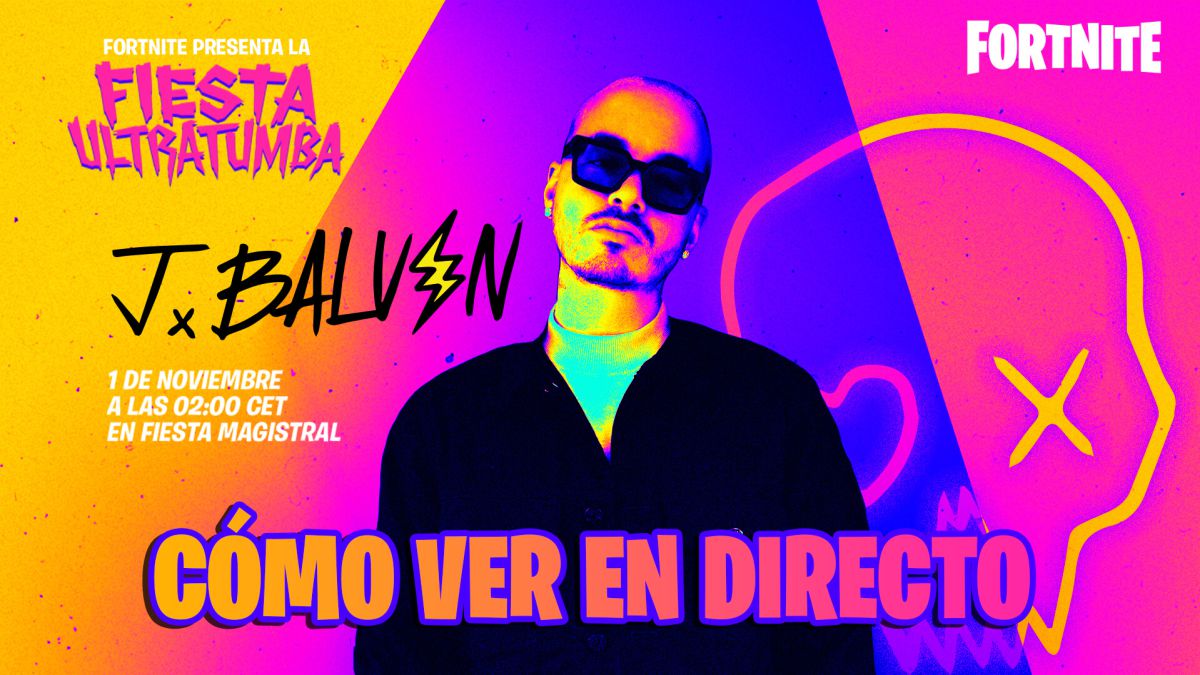 FORTNITE PRESENTA LA
FIESTA
ULTRATUMBA
FORTNITE
J BALVIN
1 DE NOVIEMBRE
A LAS 02:00 CET
EN FIESTA MAGISTRAL
CÓMO VER EN DIRECTO